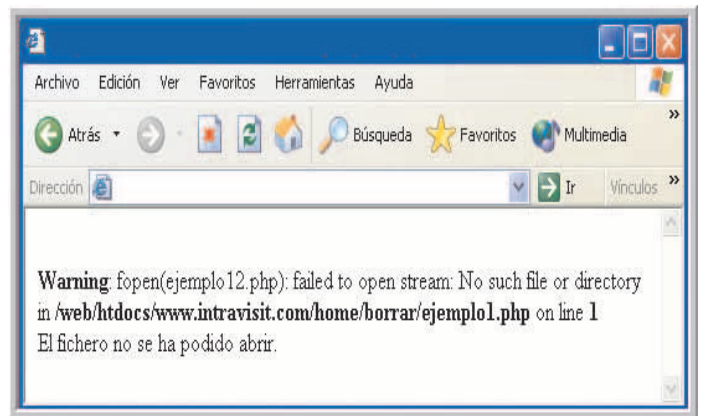 Archivo Edición Ver Favoritos Herramientas Ayuda
Atrás Búsqueda Favoritos Multimedia »
Dirección Ir Vínculos »
Warning: fopen(ejemplo12.php): failed to open stream: No such file or directory
in /web/htdocs/www.intravisit.com/home/borrar/ejemplo1.php on line 1
El fichero no se ha podido abrir.